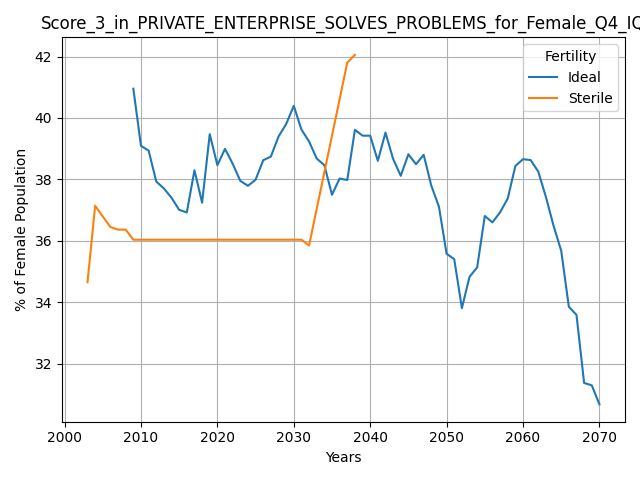 Score_3_in_PRIVATE_ENTERPRISE_SOLVES_PROBLEMS_for_Female_Q4_IQ
Fertility
Ideal
Sterile
% of Female Population
42
40
38
36
34
32
2000
2010
2020
2030
2040
2050
2060
2070
Years